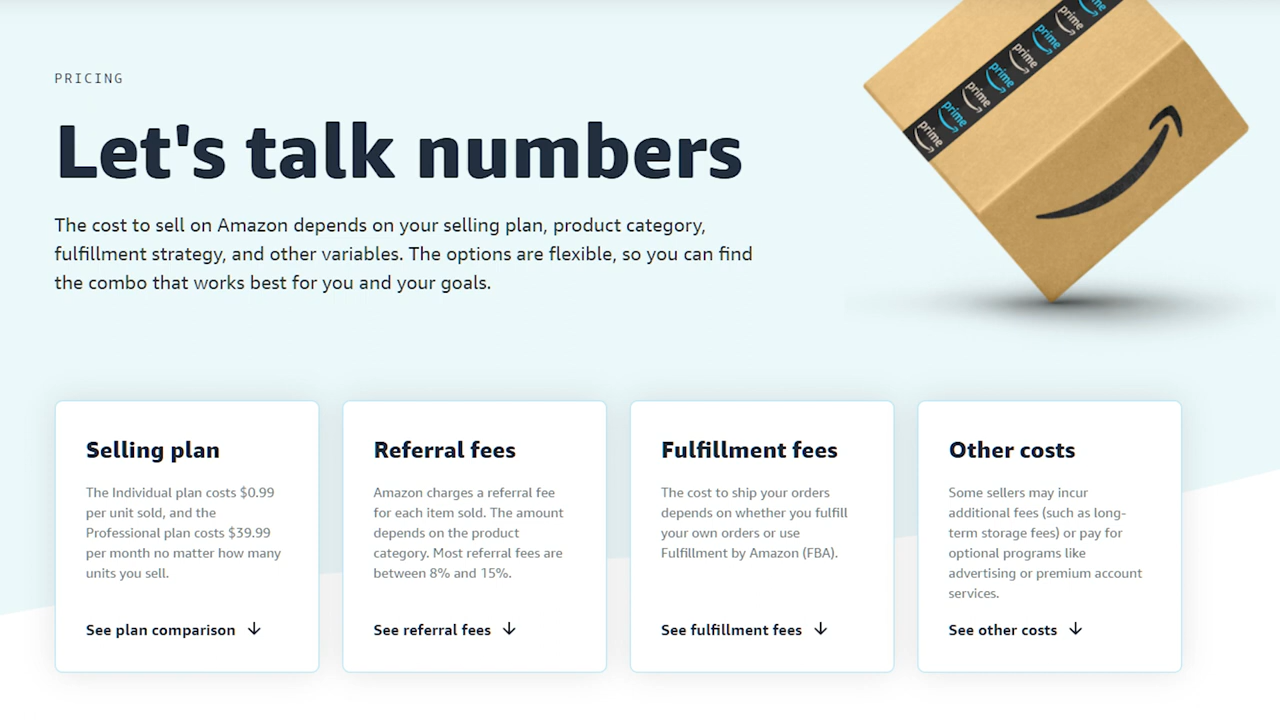 PRICING
Let's talk numbers
The cost to sell on Amazon depends on your selling plan, product category,
fulfillment strategy, and other variables. The options are flexible, so you can find
the combo that works best for you and your goals.
prime
prime
prime
prime
prime
prime
prime
Selling plan
The Individual plan costs $0.99
per unit sold, and the
Professional plan costs $39.99
per month no matter how many
units you sell.
See plan comparison
Referral fees
Amazon charges a referral fee
for each item sold. The amount
depends on the product
category. Most referral fees are
between 8% and 15%.
See referral fees
Fulfillment fees
The cost to ship your orders
depends on whether you fulfill
your own orders or use
Fulfillment by Amazon (FBA).
See fulfillment fees
Other costs
Some sellers may incur
additional fees (such as long-
term storage fees) or pay for
optional programs like
advertising or premium account
services.
See other costs